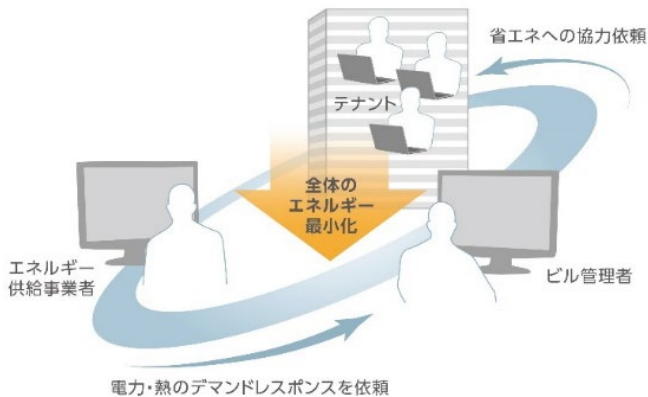 省エネへの協力依頼
テナント
全体の
エネルギー
最小化
エネルギー
供給事業者
ビル管理者
電力・熱のデマンドレスポンスを依頼